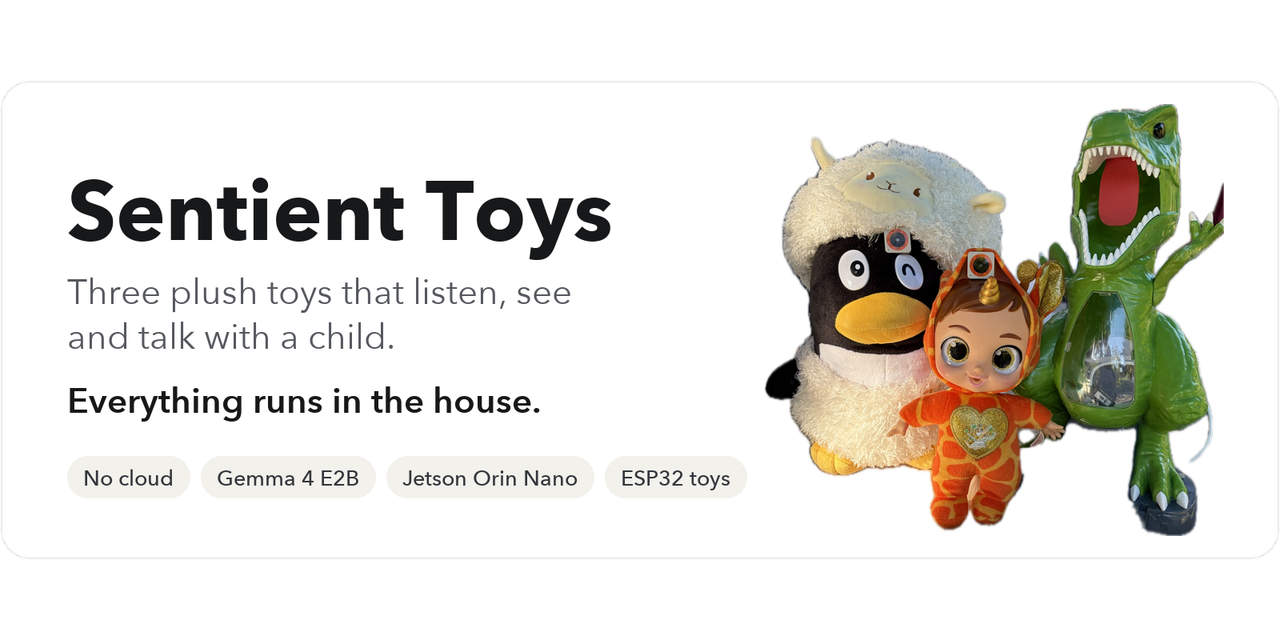 Sentient Toys
Three plush toys that listen, see
and talk with a child.
Everything runs in the house.
No cloud
Gemma 4 E2B
Jetson Orin Nano
ESP32 toys